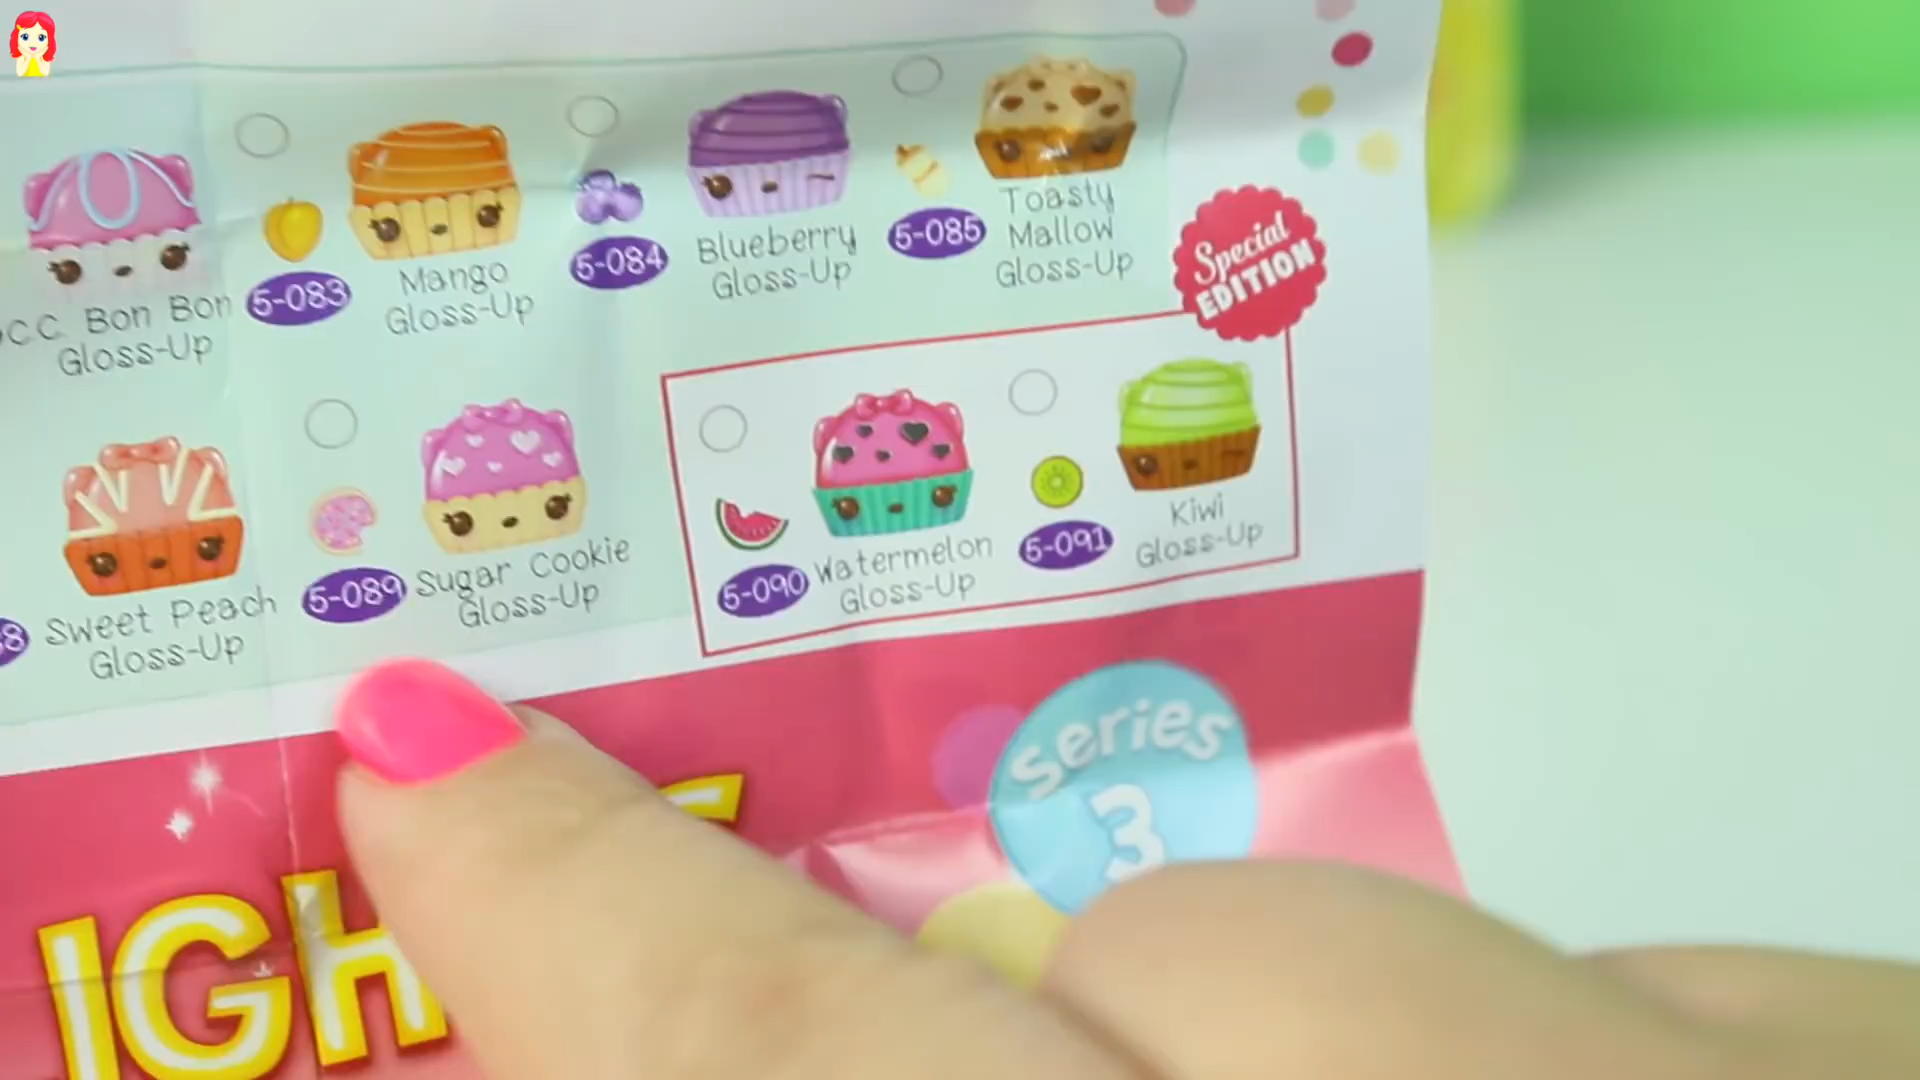 5-083
Mango
Gloss-Up
5-084
Blueberry
Gloss-Up
5-085
Toasty
Mallow
Gloss-Up
Special
EDITION
Bon Bon
Gloss-Up
Sweet Peach
Gloss-Up
5-089
Sugar Cookie
Gloss-Up
5-090
Watermelon
Gloss-Up
5-091
Kiwi
Gloss-Up
Series
3